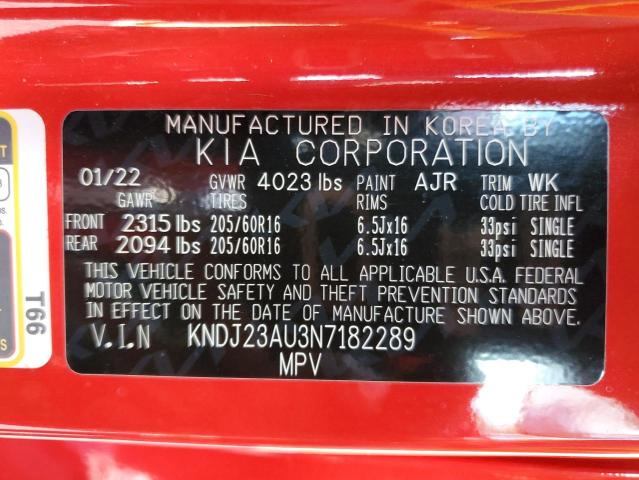 MANUFACTURED IN KOREA BY
KIA CORPORATION
01/22 GVWR 4023 lbs PAINT AJR TRIM WK
GAWR TIRES RIMS COLD TIRE INFL
FRONT 2315 lbs 205/60R16 6.5Jx16 33psi SINGLE
REAR 2094 lbs 205/60R16 6.5Jx16 33psi SINGLE
THIS VEHICLE CONFORMS TO ALL APPLICABLE U.S.A. FEDERAL
MOTOR VEHICLE SAFETY AND THEFT PREVENTION STANDARDS
IN EFFECT ON THE DATE OF MANUFACTURE SHOWN ABOVE.
V.I.N KNDJ23AU3N7182289
MPV
T66